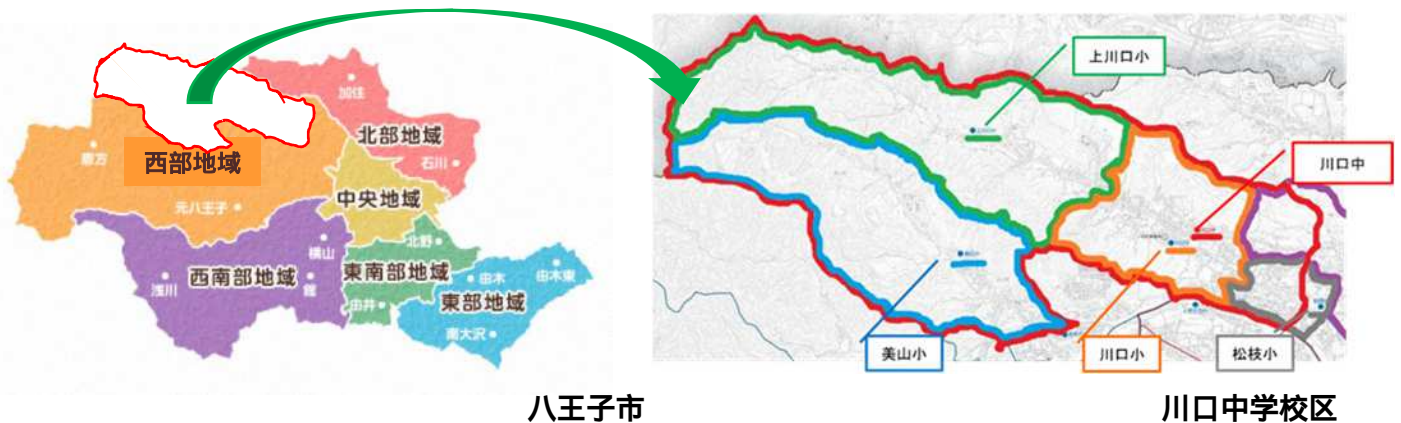 加住
北部地域
恩方
西部地域
石川
中央地域
元八王子
北野
横山
西南部地域
東南部地域
浅川
館
由木
由木東
由井
東部地域
南大沢
八王子市
上川口小
川口中
美山小
川口小
松枝小
川口中学校区